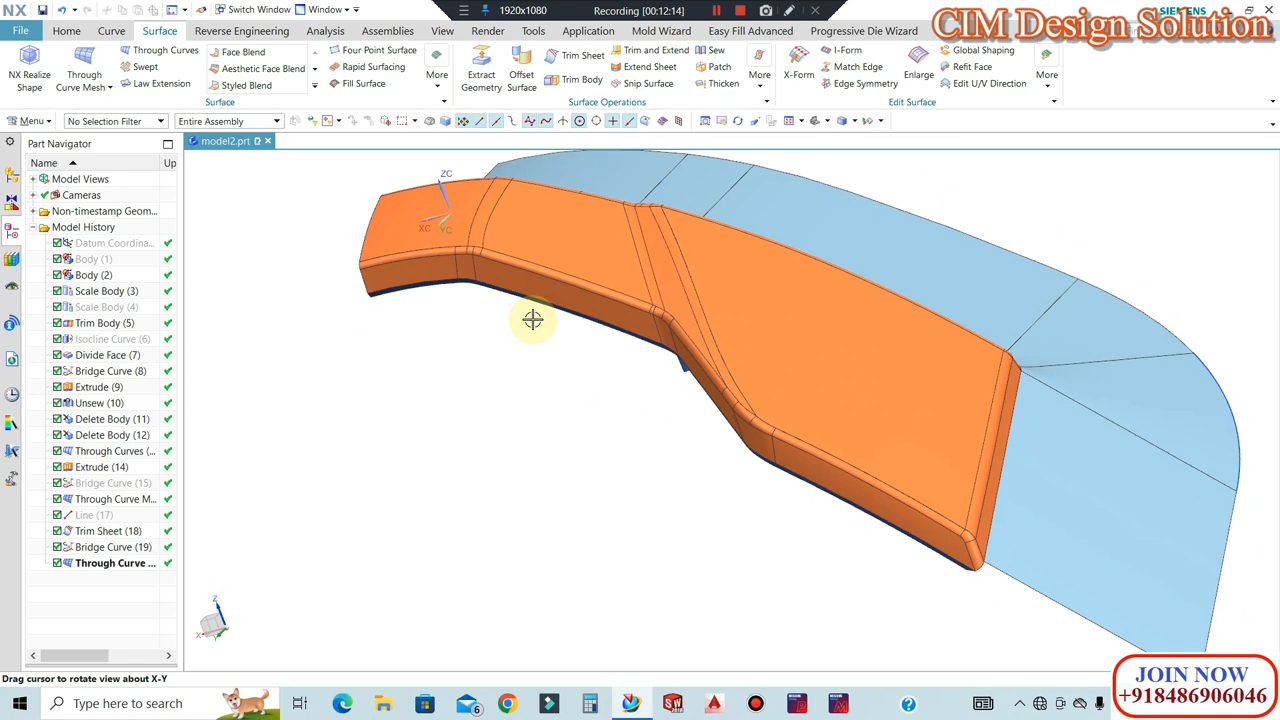 NX
Switch Window
Window
1920x1080
Recording [00:12:14]
SIEMENS
CIM Design Solution
File
Home
Curve
Surface
Reverse Engineering
Analysis
Assemblies
View
Render
Tools
Application
Mold Wizard
Easy Fill Advanced
Progressive Die Wizard
NX Realize Shape
Through Curve Mesh
Through Curves
Swept
Law Extension
Face Blend
Aesthetic Face Blend
Styled Blend
Four Point Surface
Rapid Surfacing
Fill Surface
More
Surface
Extract Geometry
Offset Surface
Trim Sheet
Trim Body
Trim and Extend
Extend Sheet
Snip Surface
Sew
Patch
Thicken
More
Surface Operations
X-Form
I-Form
Match Edge
Edge Symmetry
Enlarge
Global Shaping
Refit Face
Edit U/V Direction
More
Edit Surface
Menu
No Selection Filter
Entire Assembly
Part Navigator
model2.prt
Name
Up
Model Views
Cameras
Non-timestamp Geom...
Model History
Datum Coordina...
Body (1)
Body (2)
Scale Body (3)
Scale Body (4)
Trim Body (5)
Isocline Curve (6)
Divide Face (7)
Bridge Curve (8)
Extrude (9)
Unsew (10)
Delete Body (11)
Delete Body (12)
Through Curves (...
Extrude (14)
Bridge Curve (15)
Through Curve M...
Line (17)
Trim Sheet (18)
Bridge Curve (19)
Through Curve ...
ZC
XC
YC
Z
X
Y
Drag cursor to rotate view about X-Y
JOIN NOW
+918486906046
Type here to search
6